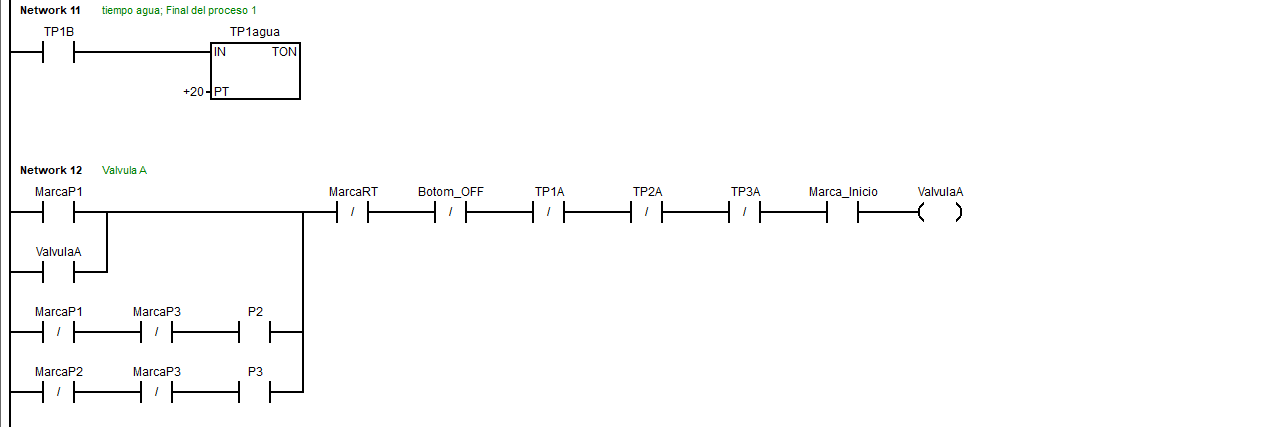 Network 11 tiempo agua; Final del proceso 1
TP1B TP1agua
IN TON
+20 PT
Network 12 Valvula A
MarcaP1 MarcaRT Botom_OFF TP1A TP2A TP3A Marca_Inicio ValvulaA
/ / / / /
ValvulaA
MarcaP1 MarcaP3 P2
/ /
MarcaP2 MarcaP3 P3
/ /